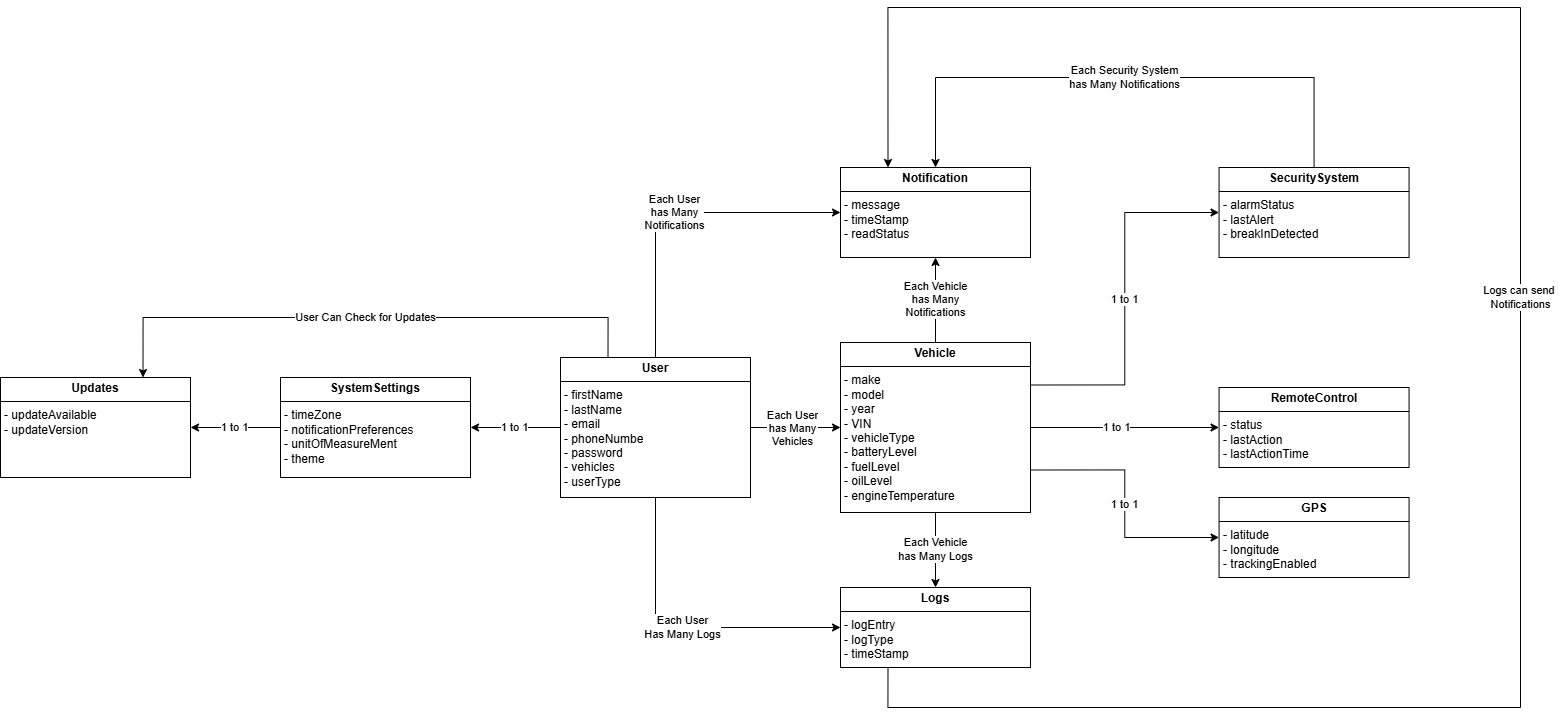 Each Security System
has Many Notifications
Notification
- message
- timeStamp
- readStatus
SecuritySystem
- alarmStatus
- lastAlert
- breakInDetected
Each User
has Many
Notifications
Each Vehicle
has Many
Notifications
1 to 1
Logs can send
Notifications
User Can Check for Updates
Updates
- updateAvailable
- updateVersion
1 to 1
SystemSettings
- timeZone
- notificationPreferences
- unitOfMeasureMent
- theme
1 to 1
User
- firstName
- lastName
- email
- phoneNumbe
- password
- vehicles
- userType
Each User
has Many
Vehicles
Vehicle
- make
- model
- year
- VIN
- vehicleType
- batteryLevel
- fuelLevel
- oilLevel
- engineTemperature
1 to 1
RemoteControl
- status
- lastAction
- lastActionTime
1 to 1
GPS
- latitude
- longitude
- trackingEnabled
Each Vehicle
has Many Logs
Each User
Has Many Logs
Logs
- logEntry
- logType
- timeStamp